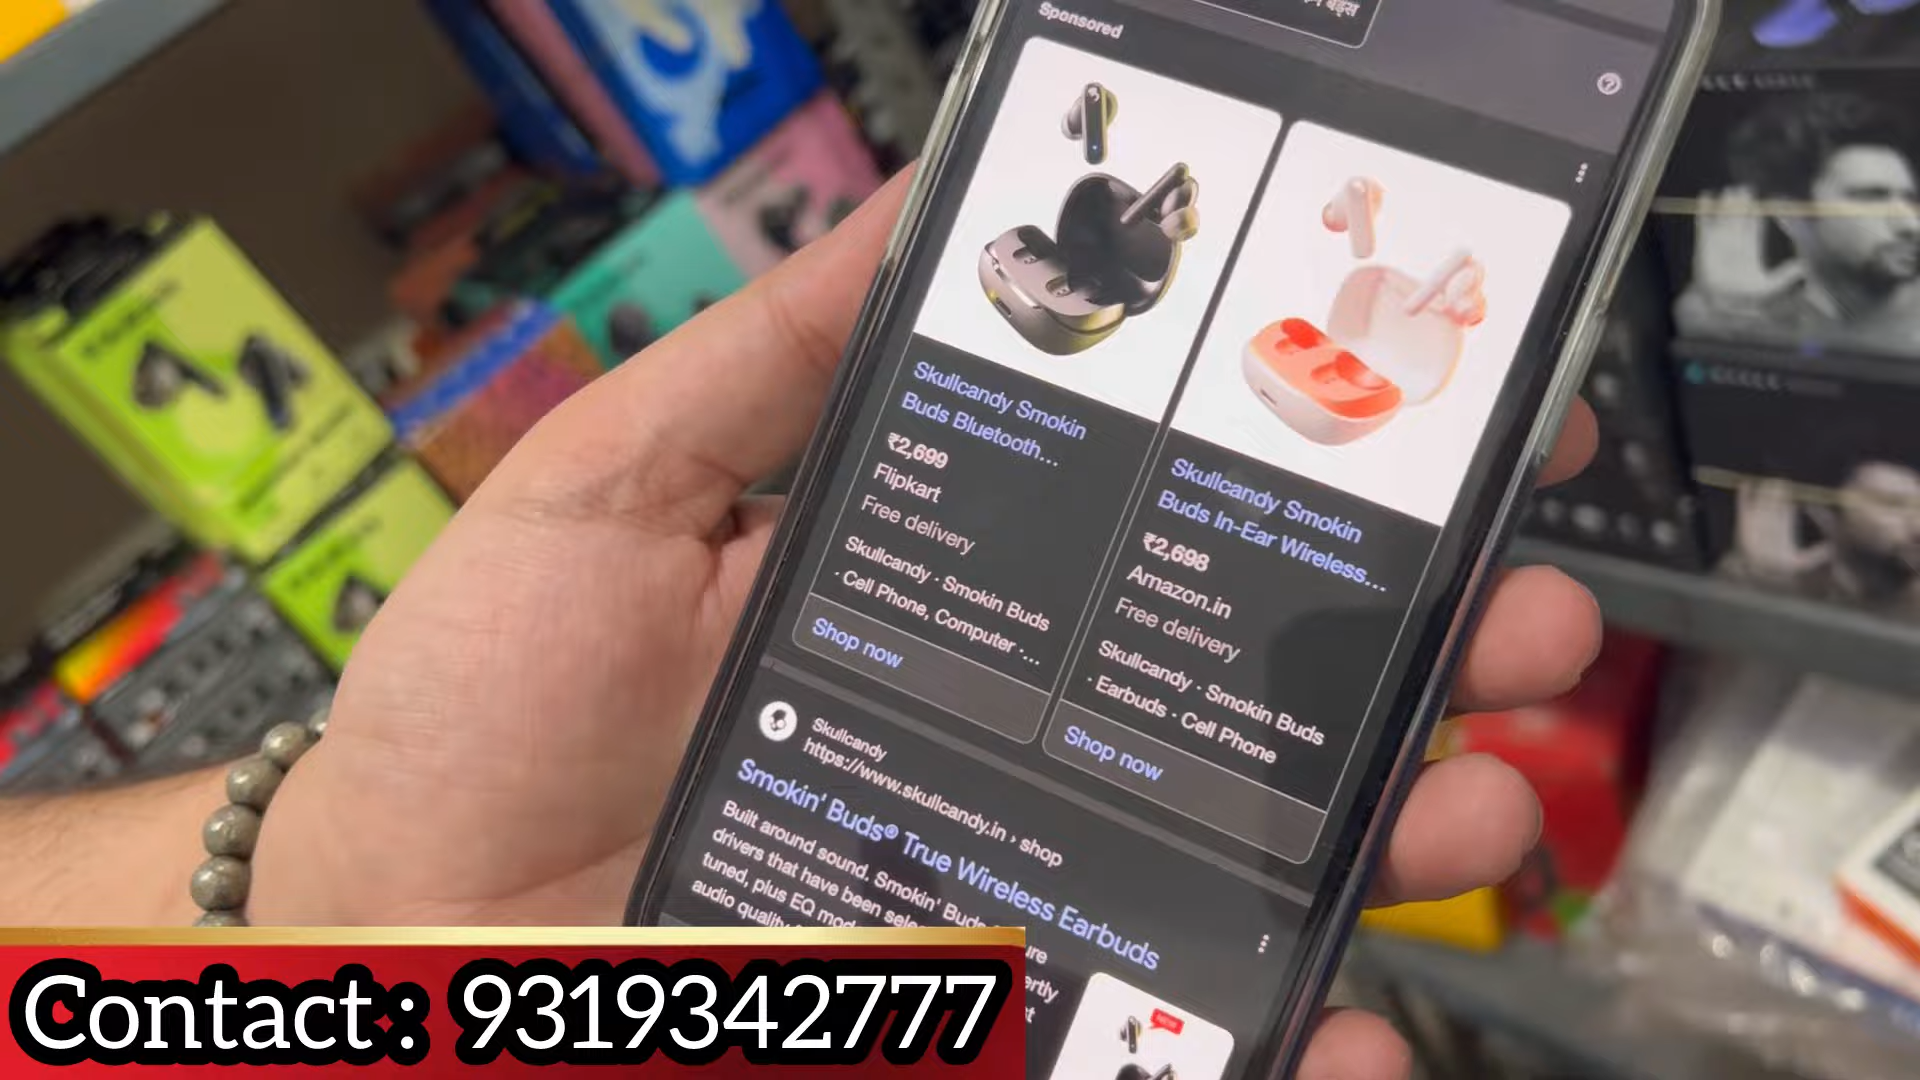 बड्स
Sponsored
Skullcandy Smokin
Buds Bluetooth...
₹2,699
Flipkart
Free delivery
Skullcandy · Smokin Buds
· Cell Phone, Computer ·...
Shop now
Skullcandy Smokin
Buds In-Ear Wireless...
₹2,698
Amazon.in
Free delivery
Skullcandy · Smokin Buds
· Earbuds · Cell Phone
Shop now
Skullcandy
https://www.skullcandy.in › shop
Smokin' Buds® True Wireless Earbuds
Built around sound. Smokin' Buds
drivers that have been
tuned, plus EQ
audio quality
NEW
Contact : 9319342777